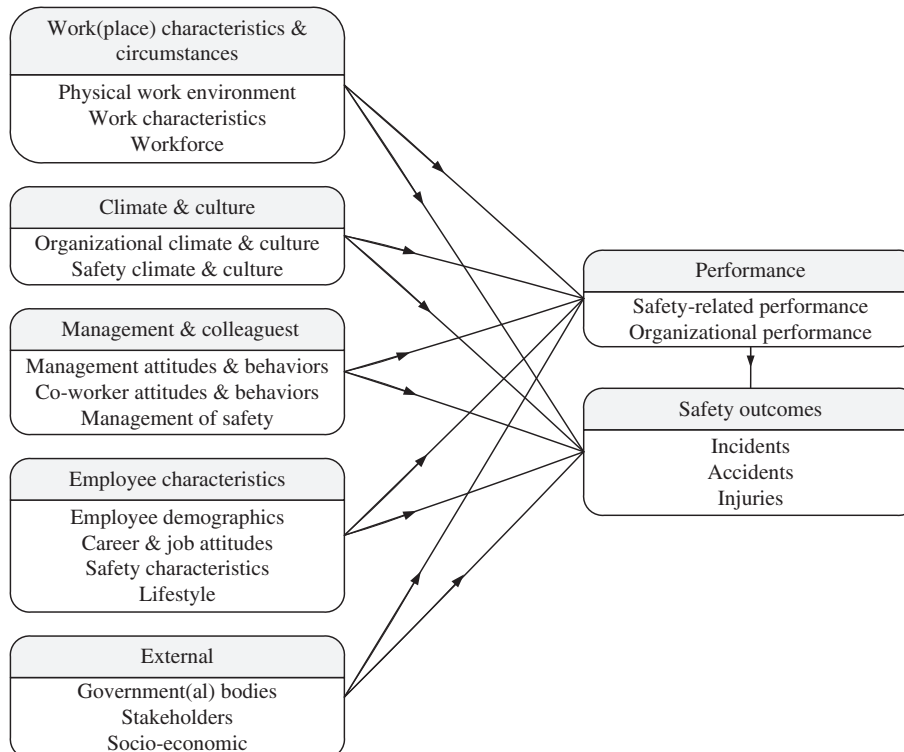 Work(place) characteristics &
circumstances
Physical work environment
Work characteristics
Workforce
Climate & culture
Organizational climate & culture
Safety climate & culture
Management & colleaguest
Management attitudes & behaviors
Co-worker attitudes & behaviors
Management of safety
Employee characteristics
Employee demographics
Career & job attitudes
Safety characteristics
Lifestyle
External
Government(al) bodies
Stakeholders
Socio-economic
Performance
Safety-related performance
Organizational performance
Safety outcomes
Incidents
Accidents
Injuries